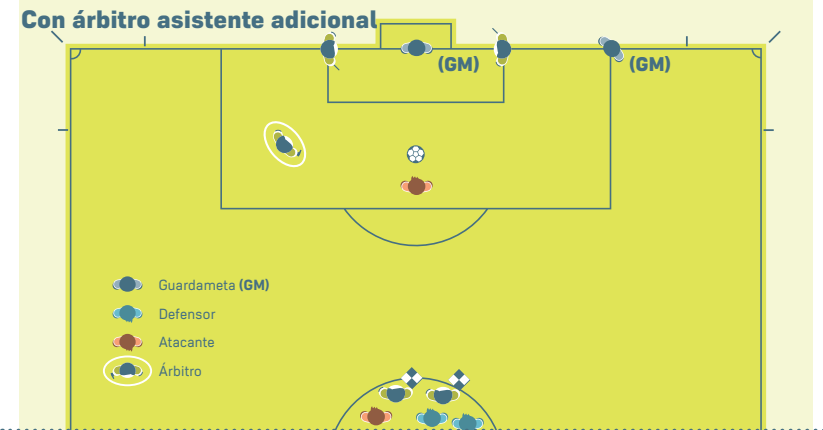 Con árbitro asistente adicional
(GM)
(GM)
Guardameta (GM)
Defensor
Atacante
Árbitro